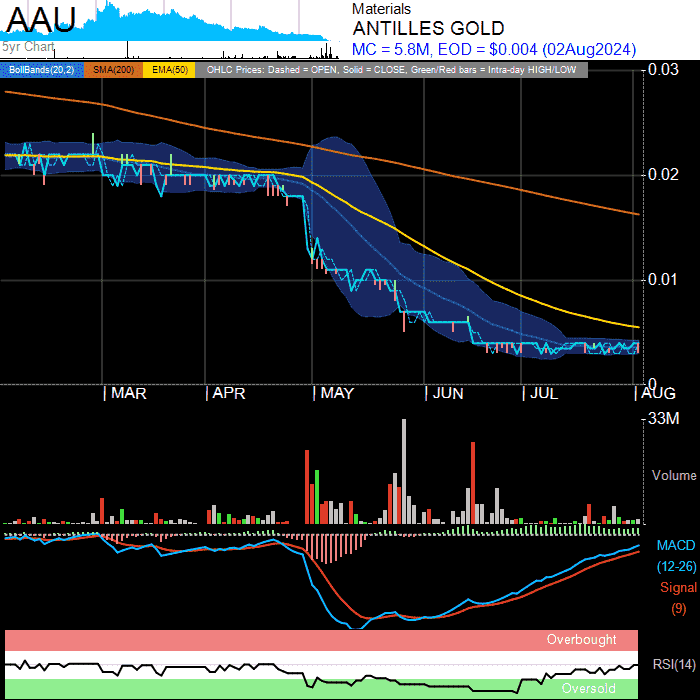 AAU
5yr Chart
Materials
ANTILLES GOLD
MC = 5.8M, EOD = $0.004 (02Aug2024)
BollBands(20,2) SMA(200) EMA(50) OHLC Prices: Dashed = OPEN, Solid = CLOSE, Green/Red bars = Intra-day HIGH/LOW
0.03
0.02
0.01
0
MAR APR MAY JUN JUL AUG
33M
Volume
MACD
(12-26)
Signal
(9)
Overbought
RSI(14)
Oversold